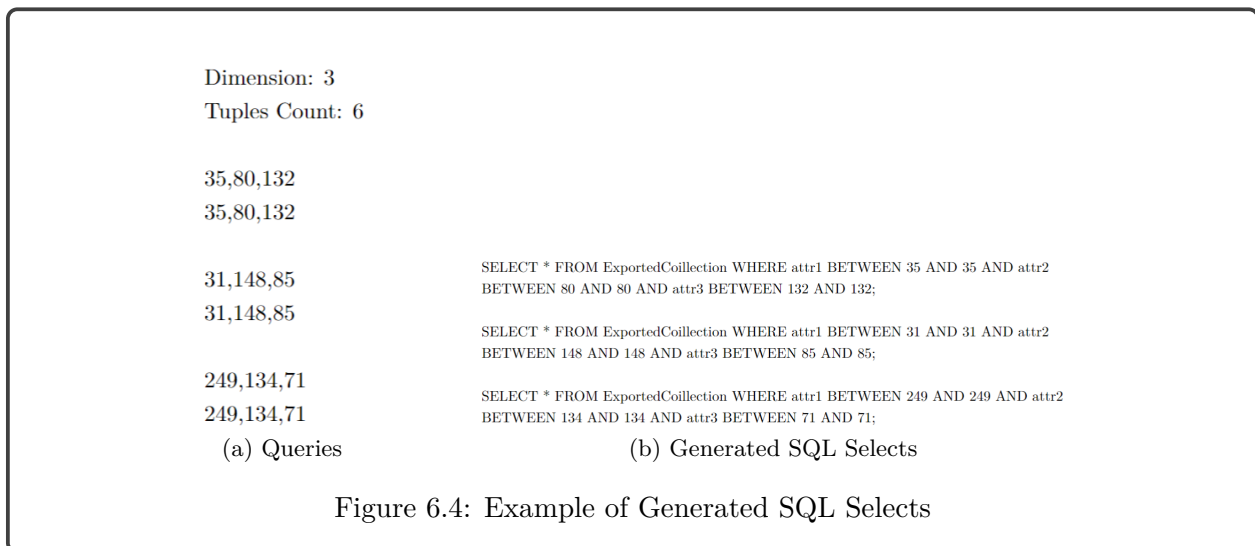 Dimension: 3
Tuples Count: 6
35,80,132
35,80,132
31,148,85
31,148,85
249,134,71
249,134,71
(a) Queries
SELECT * FROM ExportedCoillection WHERE attr1 BETWEEN 35 AND 35 AND attr2
BETWEEN 80 AND 80 AND attr3 BETWEEN 132 AND 132;
SELECT * FROM ExportedCoillection WHERE attr1 BETWEEN 31 AND 31 AND attr2
BETWEEN 148 AND 148 AND attr3 BETWEEN 85 AND 85;
SELECT * FROM ExportedCoillection WHERE attr1 BETWEEN 249 AND 249 AND attr2
BETWEEN 134 AND 134 AND attr3 BETWEEN 71 AND 71;
(b) Generated SQL Selects
Figure 6.4: Example of Generated SQL Selects